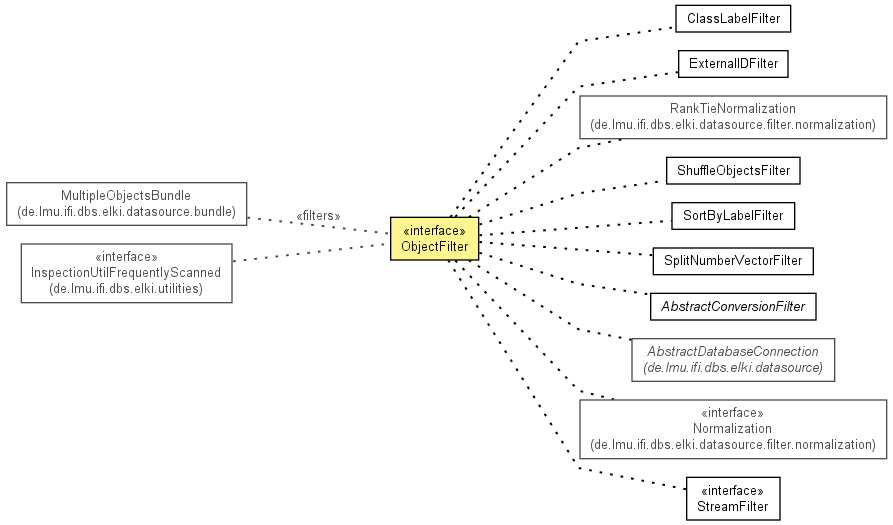 ClassLabelFilter
ExternalIDFilter
RankTieNormalization
(de.lmu.ifi.dbs.elki.datasource.filter.normalization)
ShuffleObjectsFilter
MultipleObjectsBundle
(de.lmu.ifi.dbs.elki.datasource.bundle)
«filters»
SortByLabelFilter
«interface»
ObjectFilter
«interface»
InspectionUtilFrequentlyScanned
(de.lmu.ifi.dbs.elki.utilities)
SplitNumberVectorFilter
AbstractConversionFilter
AbstractDatabaseConnection
(de.lmu.ifi.dbs.elki.datasource)
«interface»
Normalization
(de.lmu.ifi.dbs.elki.datasource.filter.normalization)
«interface»
StreamFilter